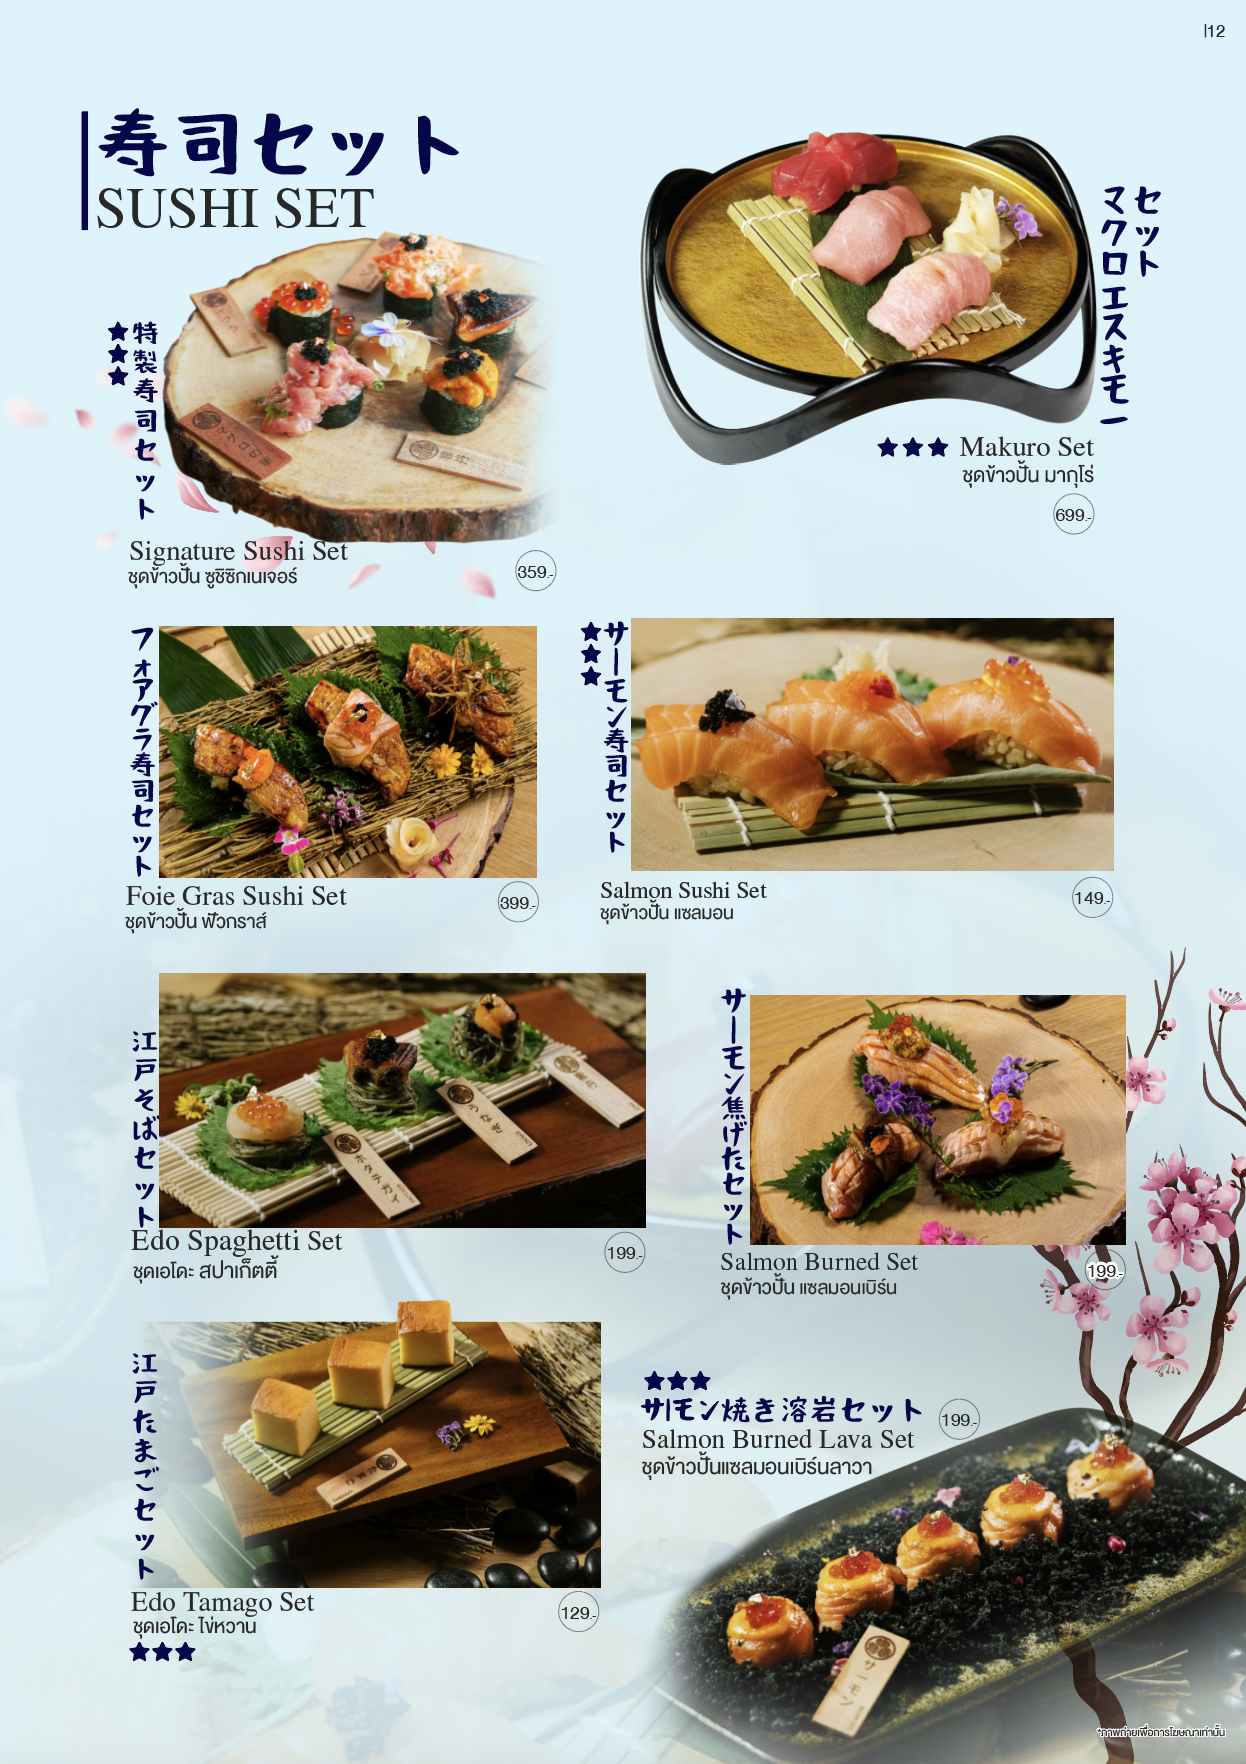 |12
寿司セット
SUSHI SET
特製寿司セット
Signature Sushi Set
ชุดข้าวปั้น ซูชิซิกเนเจอร์
359.-
セット
マクロエスキモー
Makuro Set
ชุดข้าวปั้น มากุโร่
699.-
フォアグラ寿司セット
Foie Gras Sushi Set
ชุดข้าวปั้น ฟัวกราส์
399.-
サーモン寿司セット
Salmon Sushi Set
ชุดข้าวปั้น แซลมอน
149.-
江戸そばセット
ホタテガイ
うなぎ
Edo Spaghetti Set
ชุดเอโดะ สปาเก็ตตี้
199.-
サーモン焦げたセット
Salmon Burned Set
ชุดข้าวปั้น แซลมอนเบิร์น
199.-
江戸たまごセット
Edo Tamago Set
ชุดเอโดะ ไข่หวาน
129.-
サーモン焼き溶岩セット
199.-
Salmon Burned Lava Set
ชุดข้าวปั้นแซลมอนเบิร์นลาวา
サーモン
*ภาพถ่ายเพื่อการโฆษณาเท่านั้น